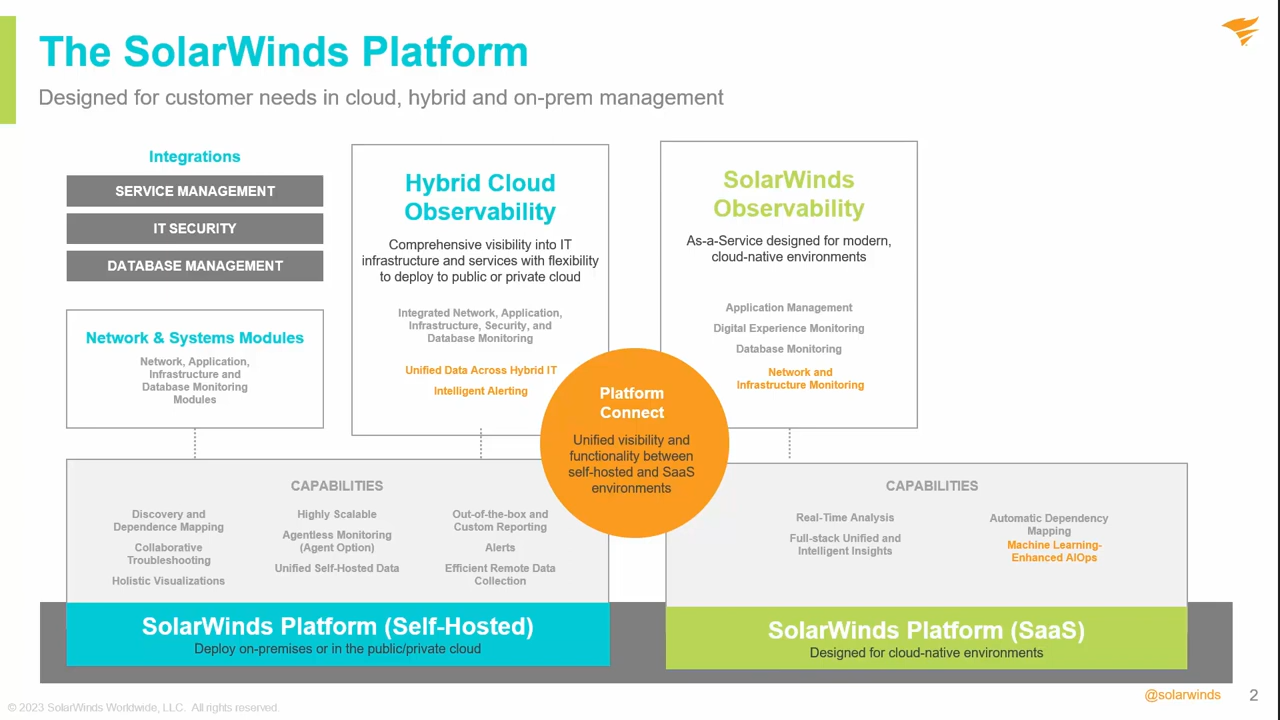 The SolarWinds Platform
Designed for customer needs in cloud, hybrid and on-prem management
Integrations
SERVICE MANAGEMENT
IT SECURITY
DATABASE MANAGEMENT
Network & Systems Modules
Network, Application,
Infrastructure and
Database Monitoring
Modules
Hybrid Cloud
Observability
Comprehensive visibility into IT
infrastructure and services with flexibility
to deploy to public or private cloud
Integrated Network, Application,
Infrastructure, Security, and
Database Monitoring
Unified Data Across Hybrid IT
Intelligent Alerting
SolarWinds
Observability
As-a-Service designed for modern,
cloud-native environments
Application Management
Digital Experience Monitoring
Database Monitoring
Network and
Infrastructure Monitoring
Platform
Connect
Unified visibility and
functionality between
self-hosted and SaaS
environments
CAPABILITIES
Discovery and
Dependence Mapping
Collaborative
Troubleshooting
Holistic Visualizations
Highly Scalable
Agentless Monitoring
(Agent Option)
Unified Self-Hosted Data
Out-of-the-box and
Custom Reporting
Alerts
Efficient Remote Data
Collection
SolarWinds Platform (Self-Hosted)
Deploy on-premises or in the public/private cloud
CAPABILITIES
Real-Time Analysis
Full-stack Unified and
Intelligent Insights
Automatic Dependency
Mapping
Machine Learning-
Enhanced AIOps
SolarWinds Platform (SaaS)
Designed for cloud-native environments
@solarwinds 2
© 2023 SolarWinds Worldwide, LLC. All rights reserved.